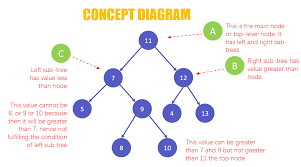 CONCEPT DIAGRAM
A
This is the main node
or top-level node. It
has left and right sub-
trees
11
C
B
Left sub-tree
has value less
than node
Right sub-tree has
value greater than
node
7
12
This value cannot be
8, or 9 or 10 because
then it will be greater
than 7, hence not
fulfilling the condition
of left sub tree
5
9
4
13
8
10
This value can be greater
than 7 and 9 but not greater
than 11 the top node